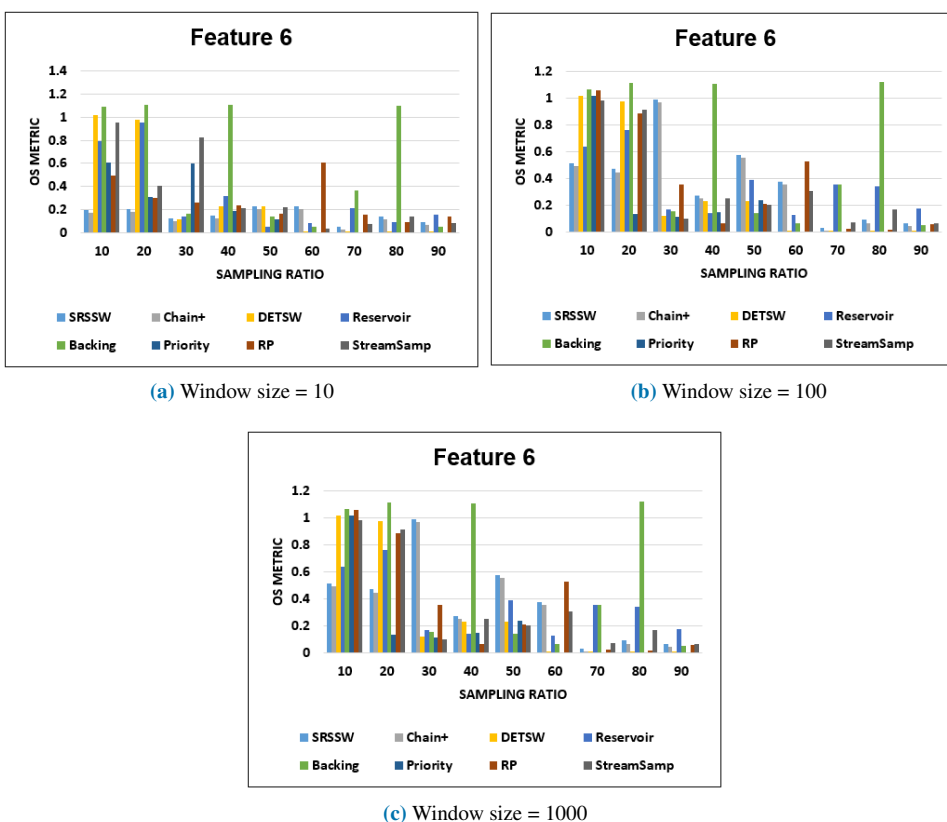 Feature 6
OS METRIC
1.4
1.2
1
0.8
0.6
0.4
0.2
0
10 20 30 40 50 60 70 80 90
SAMPLING RATIO
SRSSW Chain+ DETSW Reservoir
Backing Priority RP StreamSamp
(a) Window size = 10
Feature 6
OS METRIC
1.2
1
0.8
0.6
0.4
0.2
0
10 20 30 40 50 60 70 80 90
SAMPLING RATIO
SRSSW Chain+ DETSW Reservoir
Backing Priority RP StreamSamp
(b) Window size = 100
Feature 6
OS METRIC
1.2
1
0.8
0.6
0.4
0.2
0
10 20 30 40 50 60 70 80 90
SAMPLING RATIO
SRSSW Chain+ DETSW Reservoir
Backing Priority RP StreamSamp
(c) Window size = 1000